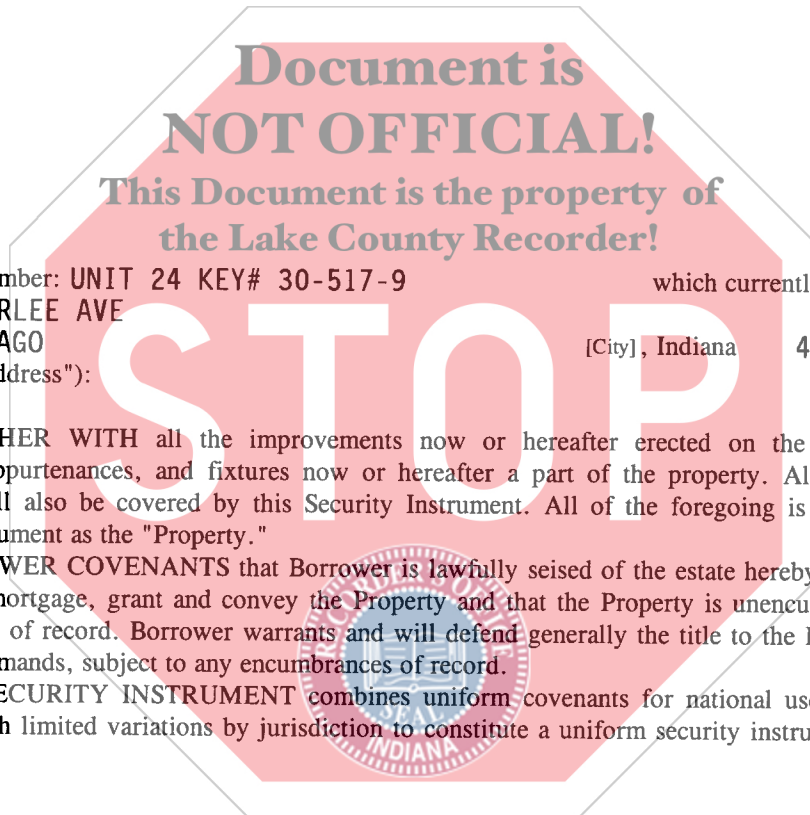 Document is
NOT OFFICIAL!
This Document is the property of
the Lake County Recorder!
mber: UNIT 24 KEY# 30-517-9 which currentl
RLEE AVE
AGO [City], Indiana 4
ddress"):
STOP
HER WITH all the improvements now or hereafter erected on the
ppurtenances, and fixtures now or hereafter a part of the property. Al
ll also be covered by this Security Instrument. All of the foregoing is
ument as the "Property."
WER COVENANTS that Borrower is lawfully seised of the estate hereby
nortgage, grant and convey the Property and that the Property is unencu
of record. Borrower warrants and will defend generally the title to the
mands, subject to any encumbrances of record.
ECURITY INSTRUMENT combines uniform covenants for national use
h limited variations by jurisdiction to constitute a uniform security instru
SEAL
INDIANA